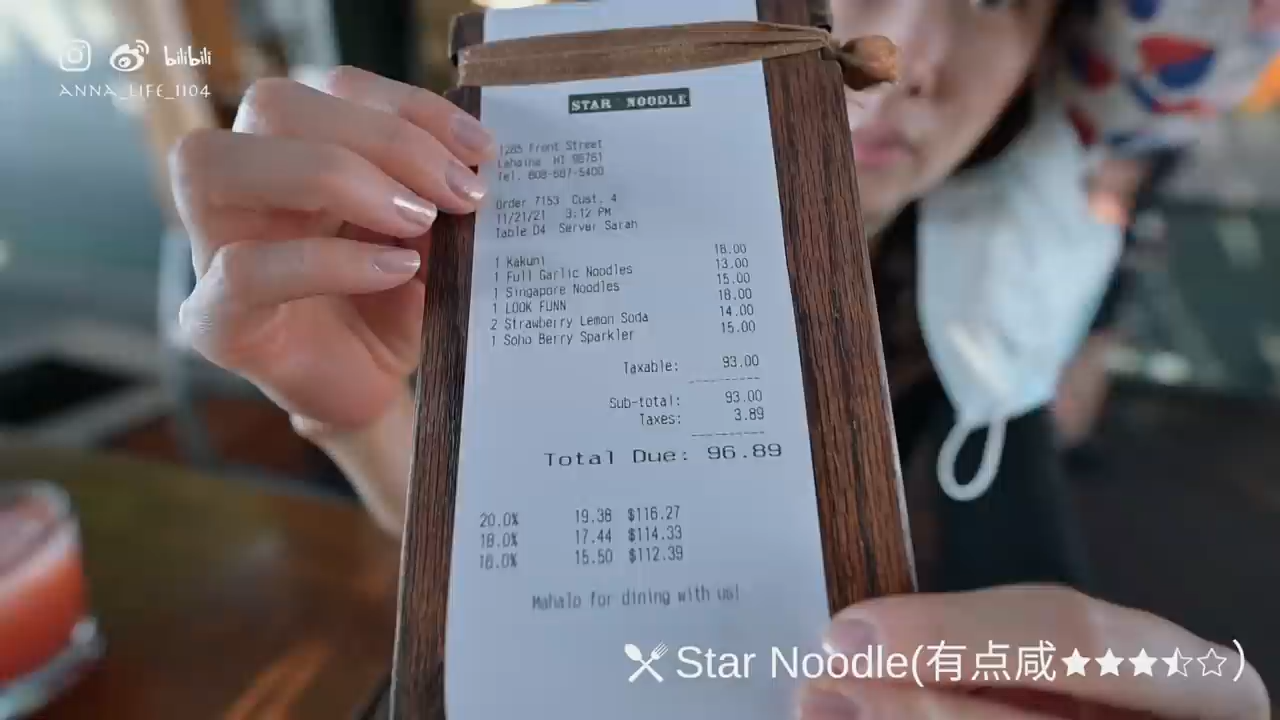 bilibili
ANNA_LIFE_1104
STAR NOODLE
1285 Front Street
Lahaina HI 96761
Tel. 808-667-5400
Order 7153 Cust. 4
11/21/21 3:12 PM
Table D4 Server Sarah
1 Kakuni 18.00
1 Full Garlic Noodles 13.00
1 Singapore Noodles 15.00
1 LOOK FUNN 18.00
2 Strawberry Lemon Soda 14.00
1 Soho Berry Sparkler 15.00
Taxable: 93.00
Sub-total: 93.00
Taxes: 3.89
Total Due: 96.89
20.0% 19.38 $116.27
18.0% 17.44 $114.33
16.0% 15.50 $112.39
Mahalo for dining with us!
Star Noodle(有点咸★★★⯪☆)